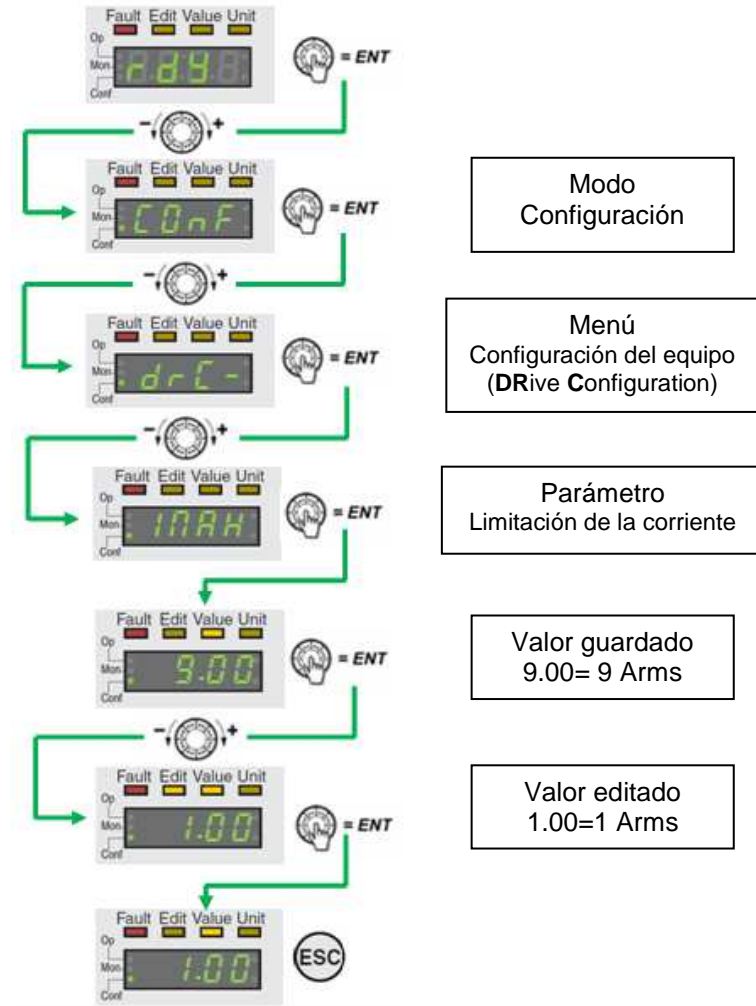 Fault Edit Value Unit
Op
Mon
Conf
rdy
= ENT
- +
Fault Edit Value Unit
Op
Mon
Conf
.COnF
= ENT
Modo
Configuración
- +
Fault Edit Value Unit
Op
Mon
Conf
.drC-
= ENT
Menú
Configuración del equipo
(DRive Configuration)
- +
Fault Edit Value Unit
Op
Mon
Conf
. iMAX
= ENT
Parámetro
Limitación de la corriente
Fault Edit Value Unit
Op
Mon
Conf
. 9.00
= ENT
Valor guardado
9.00= 9 Arms
- +
Fault Edit Value Unit
Op
Mon
Conf
. 1.00
= ENT
Valor editado
1.00=1 Arms
Fault Edit Value Unit
Op
Mon
Conf
. 1.00
ESC